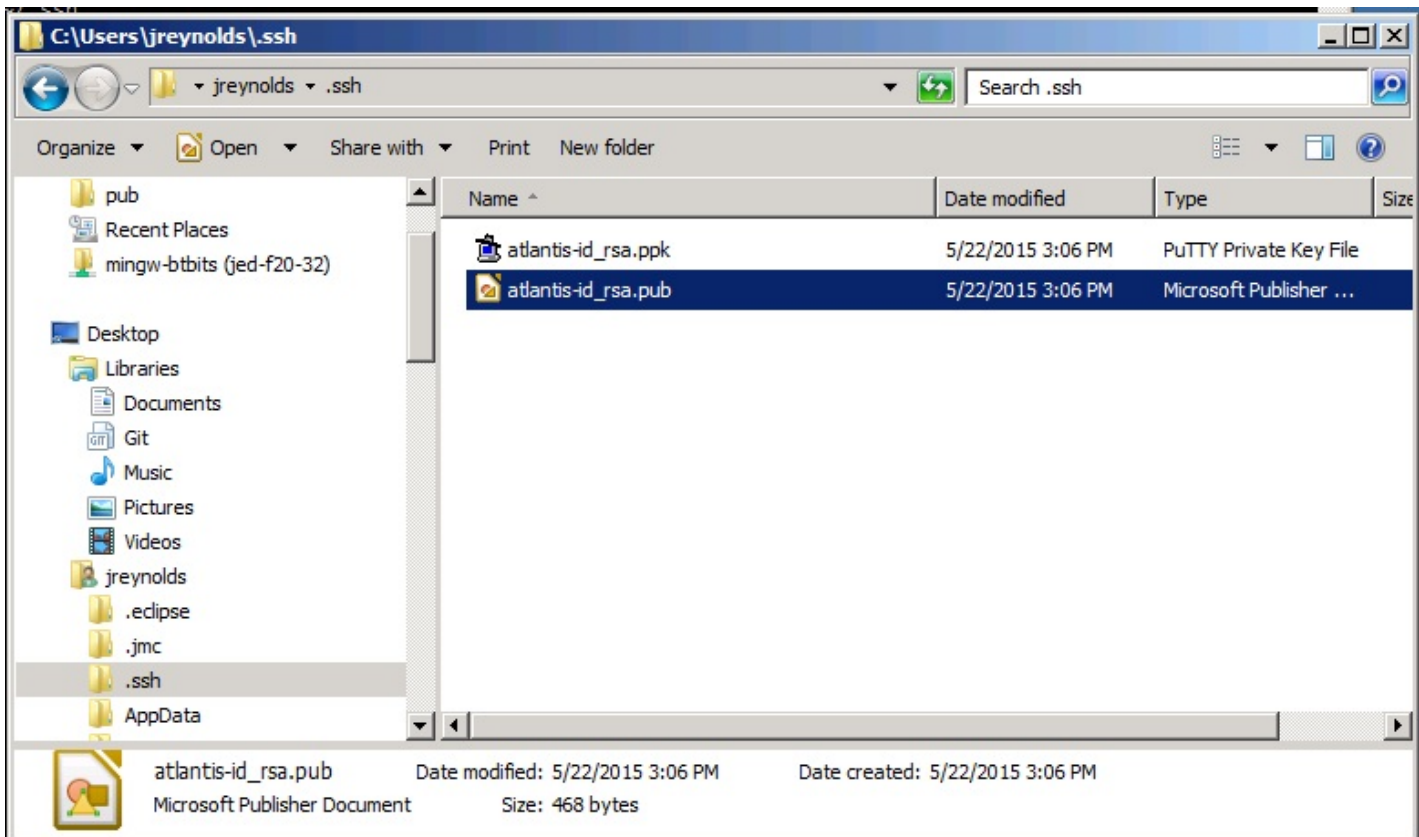 C:\Users\jreynolds\.ssh
jreynolds .ssh
Search .ssh
Organize Open Share with Print New folder
pub
Recent Places
mingw-btbits (jed-f20-32)
Desktop
Libraries
Documents
Git
Music
Pictures
Videos
jreynolds
.eclipse
.jmc
.ssh
AppData
Name Date modified Type Size
atlantis-id_rsa.ppk 5/22/2015 3:06 PM PuTTY Private Key File
atlantis-id_rsa.pub 5/22/2015 3:06 PM Microsoft Publisher ...
atlantis-id_rsa.pub Date modified: 5/22/2015 3:06 PM Date created: 5/22/2015 3:06 PM
Microsoft Publisher Document Size: 468 bytes